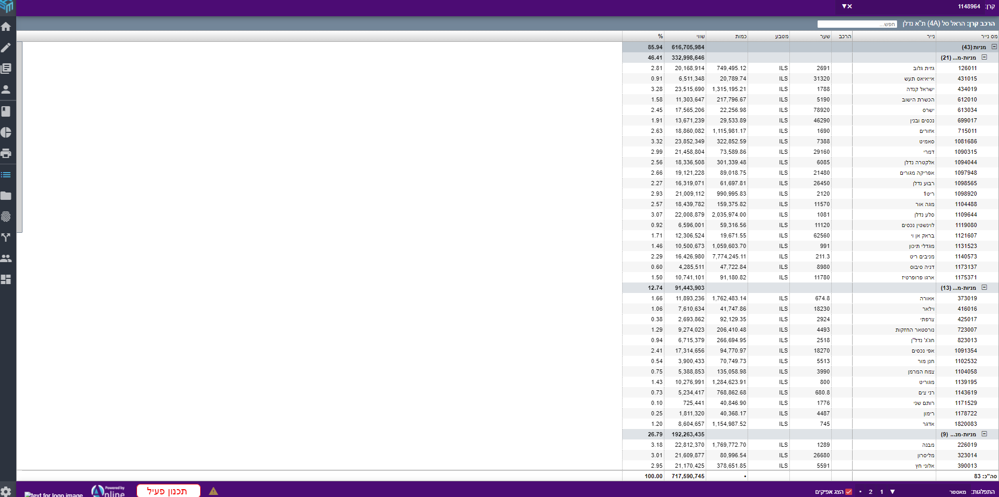 קרן: 1148964 ✕▼
הרכב קרן: הראל סל (4A) ת"א נדלן חפש...
מס נייר נייר הרכב שער מטבע כמות שווי %
מניות (43) 616,705,984 85.94
מניות-מ... (21) 332,998,646 46.41
126011 גזית גלוב 2691 ILS 749,495.12 20,168,914 2.81
431015 אייאיאס תעש 31320 ILS 20,789.74 6,511,348 0.91
434019 ישראל קנדה 1788 ILS 1,315,195.21 23,515,690 3.28
612010 הכשרת הישוב 5190 ILS 217,796.67 11,303,647 1.58
613034 ישרס 78920 ILS 22,256.98 17,565,206 2.45
699017 נכסים ובנין 46290 ILS 29,533.89 13,671,239 1.91
715011 אזורים 1690 ILS 1,115,981.17 18,860,082 2.63
1081686 סאמיט 7388 ILS 322,852.59 23,852,349 3.32
1090315 דמרי 29160 ILS 73,589.86 21,458,804 2.99
1094044 אלקטרה נדלן 6085 ILS 301,339.48 18,336,508 2.56
1097948 אפריקה מגורים 21480 ILS 89,018.75 19,121,228 2.66
1098565 רבוע נדלן 26450 ILS 61,697.81 16,319,071 2.27
1098920 ריט1 2120 ILS 990,995.83 21,009,112 2.93
1104488 מגה אור 11570 ILS 159,375.82 18,439,782 2.57
1109644 סלע נדלן 1081 ILS 2,035,974.00 22,008,879 3.07
1119080 לוינשטין נכסים 11120 ILS 59,316.56 6,596,001 0.92
1121607 בראק אן וי 62560 ILS 19,671.55 12,306,524 1.71
1131523 מגדלי תיכון 991 ILS 1,059,603.70 10,500,673 1.46
1140573 מניבים ריט 211.3 ILS 7,774,245.11 16,426,980 2.29
1173137 דניה סיבוס 8980 ILS 47,722.84 4,285,511 0.60
1175371 ארגו פרופרטיז 11780 ILS 91,180.82 10,741,101 1.50
מניות-מ... (13) 91,443,903 12.74
373019 אאורה 674.8 ILS 1,762,483.14 11,893,236 1.66
416016 וילאר 18230 ILS 41,747.86 7,610,634 1.06
425017 צרפתי 2924 ILS 92,129.35 2,693,862 0.38
723007 נורסטאר החזקות 4493 ILS 206,410.48 9,274,023 1.29
823013 חג'ג' נדל"ן 2518 ILS 266,694.95 6,715,379 0.94
1091354 אפי נכסים 18270 ILS 94,770.97 17,314,656 2.41
1102532 חנן מור 5513 ILS 70,749.73 3,900,433 0.54
1104058 צמח המרמן 3990 ILS 135,058.98 5,388,853 0.75
1139195 מגוריט 800 ILS 1,284,623.91 10,276,991 1.43
1143619 רני צים 680.8 ILS 768,862.68 5,234,417 0.73
1171529 רותם שני 1776 ILS 40,846.90 725,441 0.10
1178722 רימון 4487 ILS 40,368.17 1,811,320 0.25
1820083 אדגר 745 ILS 1,154,987.52 8,604,657 1.20
מניות-מנ... (9) 192,263,435 26.79
226019 מבנה 1289 ILS 1,769,772.70 22,812,370 3.18
323014 מליסרון 26680 ILS 80,996.54 21,609,877 3.01
390013 אלוני חץ 5591 ILS 378,651.85 21,170,425 2.95
סה"כ: 83 • 717,590,745 100.00
התפלגות: מאסטר ▼ 1 2 • הצג אפיקים תכנון פעיל Powered by Online text for logo image